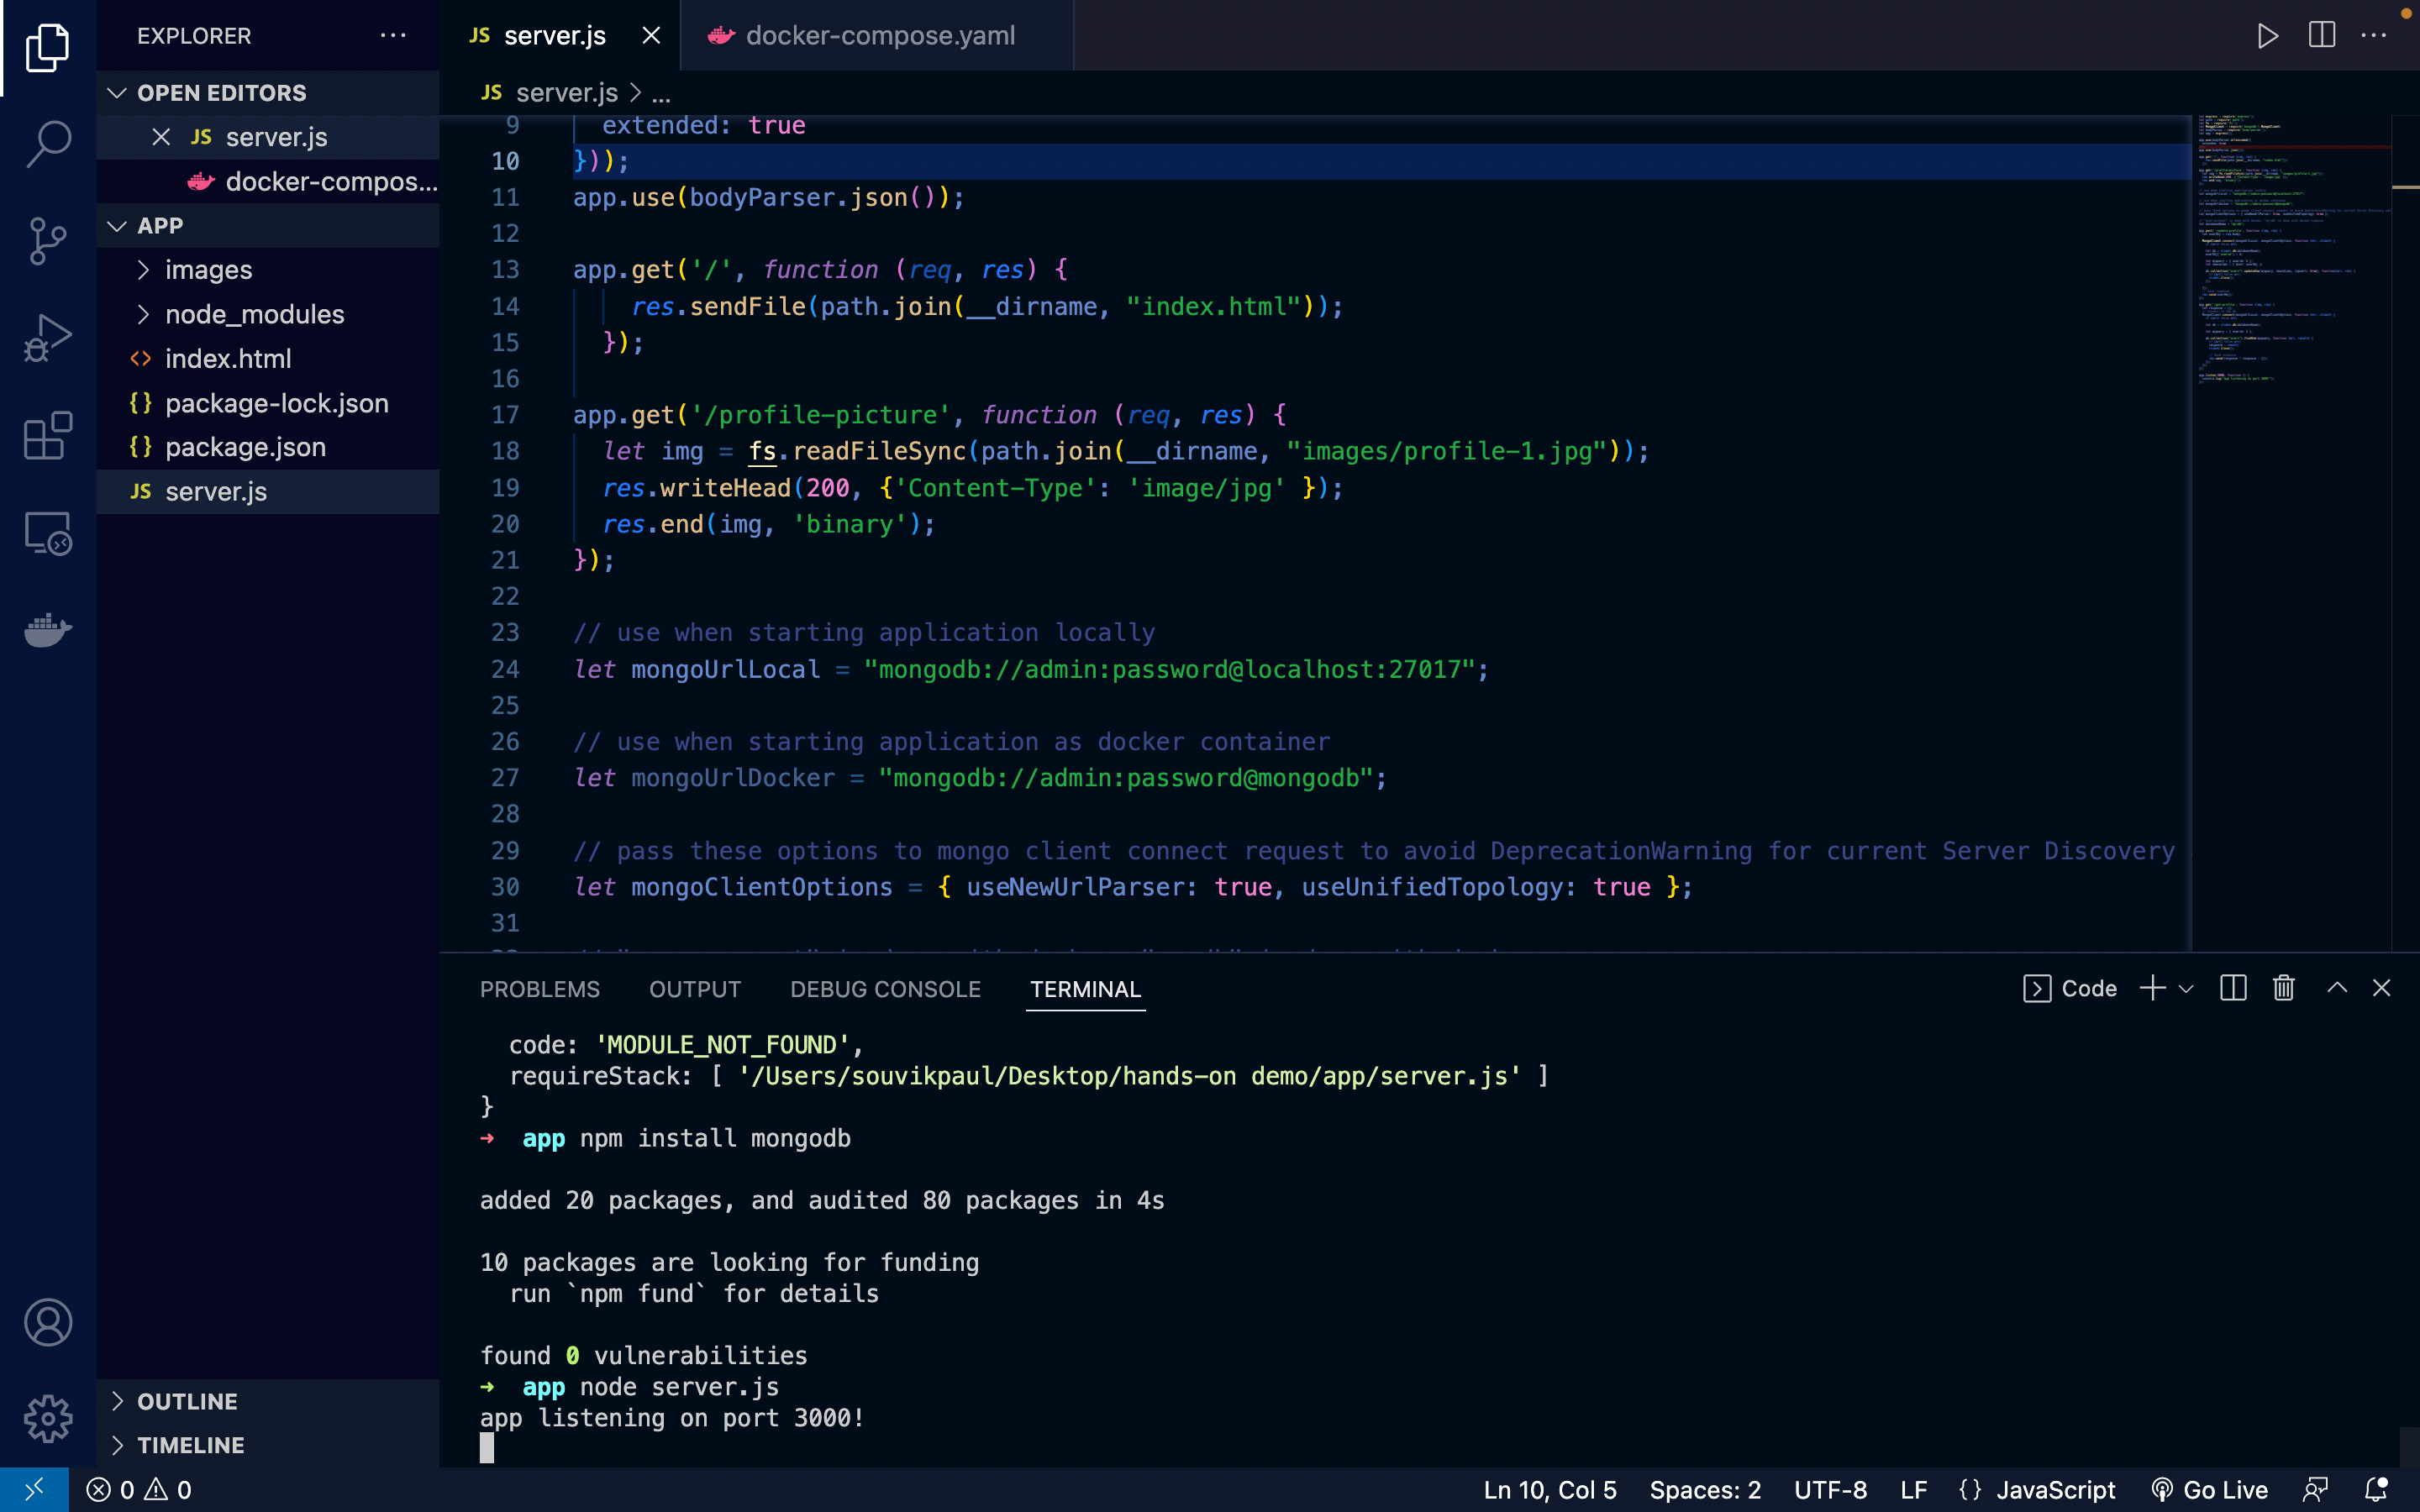 EXPLORER
OPEN EDITORS
JS server.js
docker-compos...
APP
images
node_modules
<> index.html
{} package-lock.json
{} package.json
JS server.js
OUTLINE
TIMELINE
JS server.js
docker-compose.yaml
JS server.js > ...
9 extended: true
10 }));
11 app.use(bodyParser.json());
12
13 app.get('/', function (req, res) {
14 res.sendFile(path.join(__dirname, "index.html"));
15 });
16
17 app.get('/profile-picture', function (req, res) {
18 let img = fs.readFileSync(path.join(__dirname, "images/profile-1.jpg"));
19 res.writeHead(200, {'Content-Type': 'image/jpg' });
20 res.end(img, 'binary');
21 });
22
23 // use when starting application locally
24 let mongoUrlLocal = "mongodb://admin:password@localhost:27017";
25
26 // use when starting application as docker container
27 let mongoUrlDocker = "mongodb://admin:password@mongodb";
28
29 // pass these options to mongo client connect request to avoid DeprecationWarning for current Server Discovery
30 let mongoClientOptions = { useNewUrlParser: true, useUnifiedTopology: true };
31
PROBLEMS OUTPUT DEBUG CONSOLE TERMINAL
Code
code: 'MODULE_NOT_FOUND',
requireStack: [ '/Users/souvikpaul/Desktop/hands-on demo/app/server.js' ]
}
➜ app npm install mongodb
added 20 packages, and audited 80 packages in 4s
10 packages are looking for funding
run `npm fund` for details
found 0 vulnerabilities
➜ app node server.js
app listening on port 3000!
0 0
Ln 10, Col 5 Spaces: 2 UTF-8 LF {} JavaScript Go Live